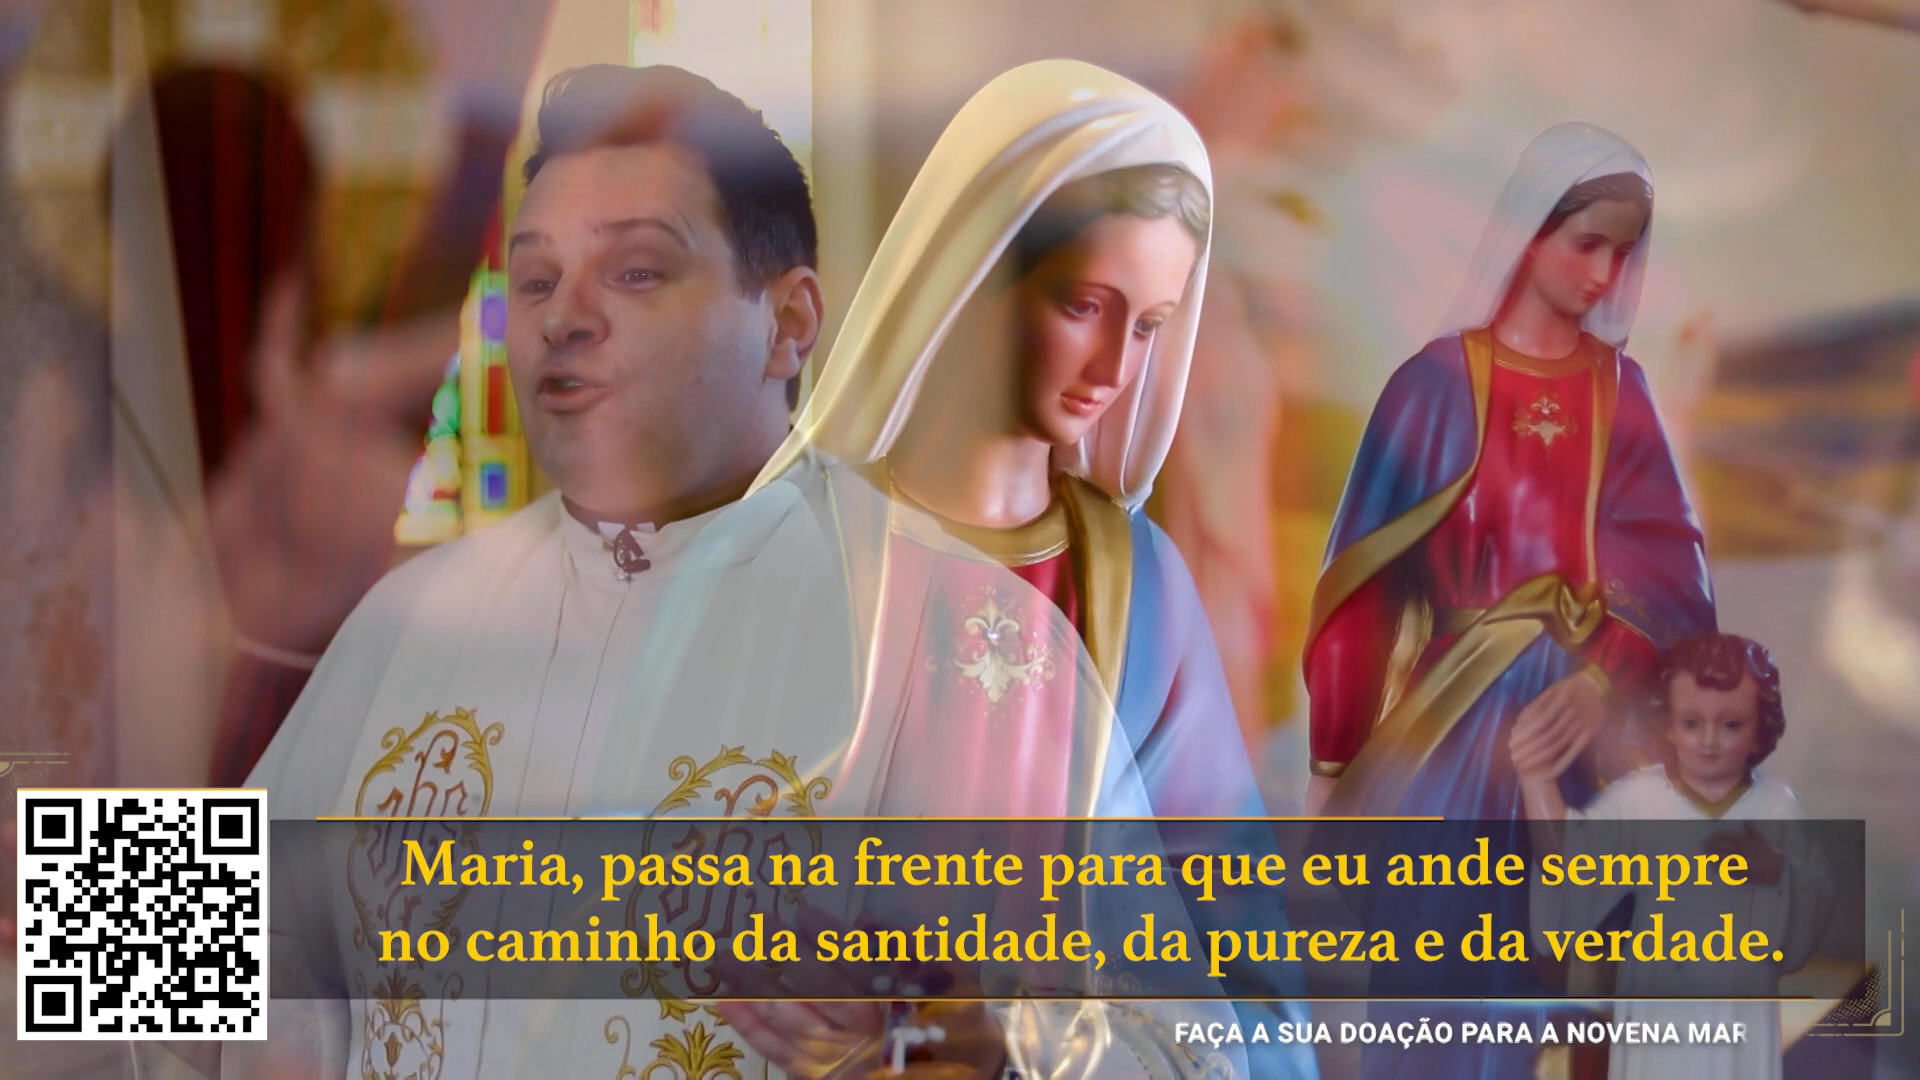 Maria, passa na frente para que eu ande sempre
no caminho da santidade, da pureza e da verdade.
FAÇA A SUA DOAÇÃO PARA A NOVENA MAR